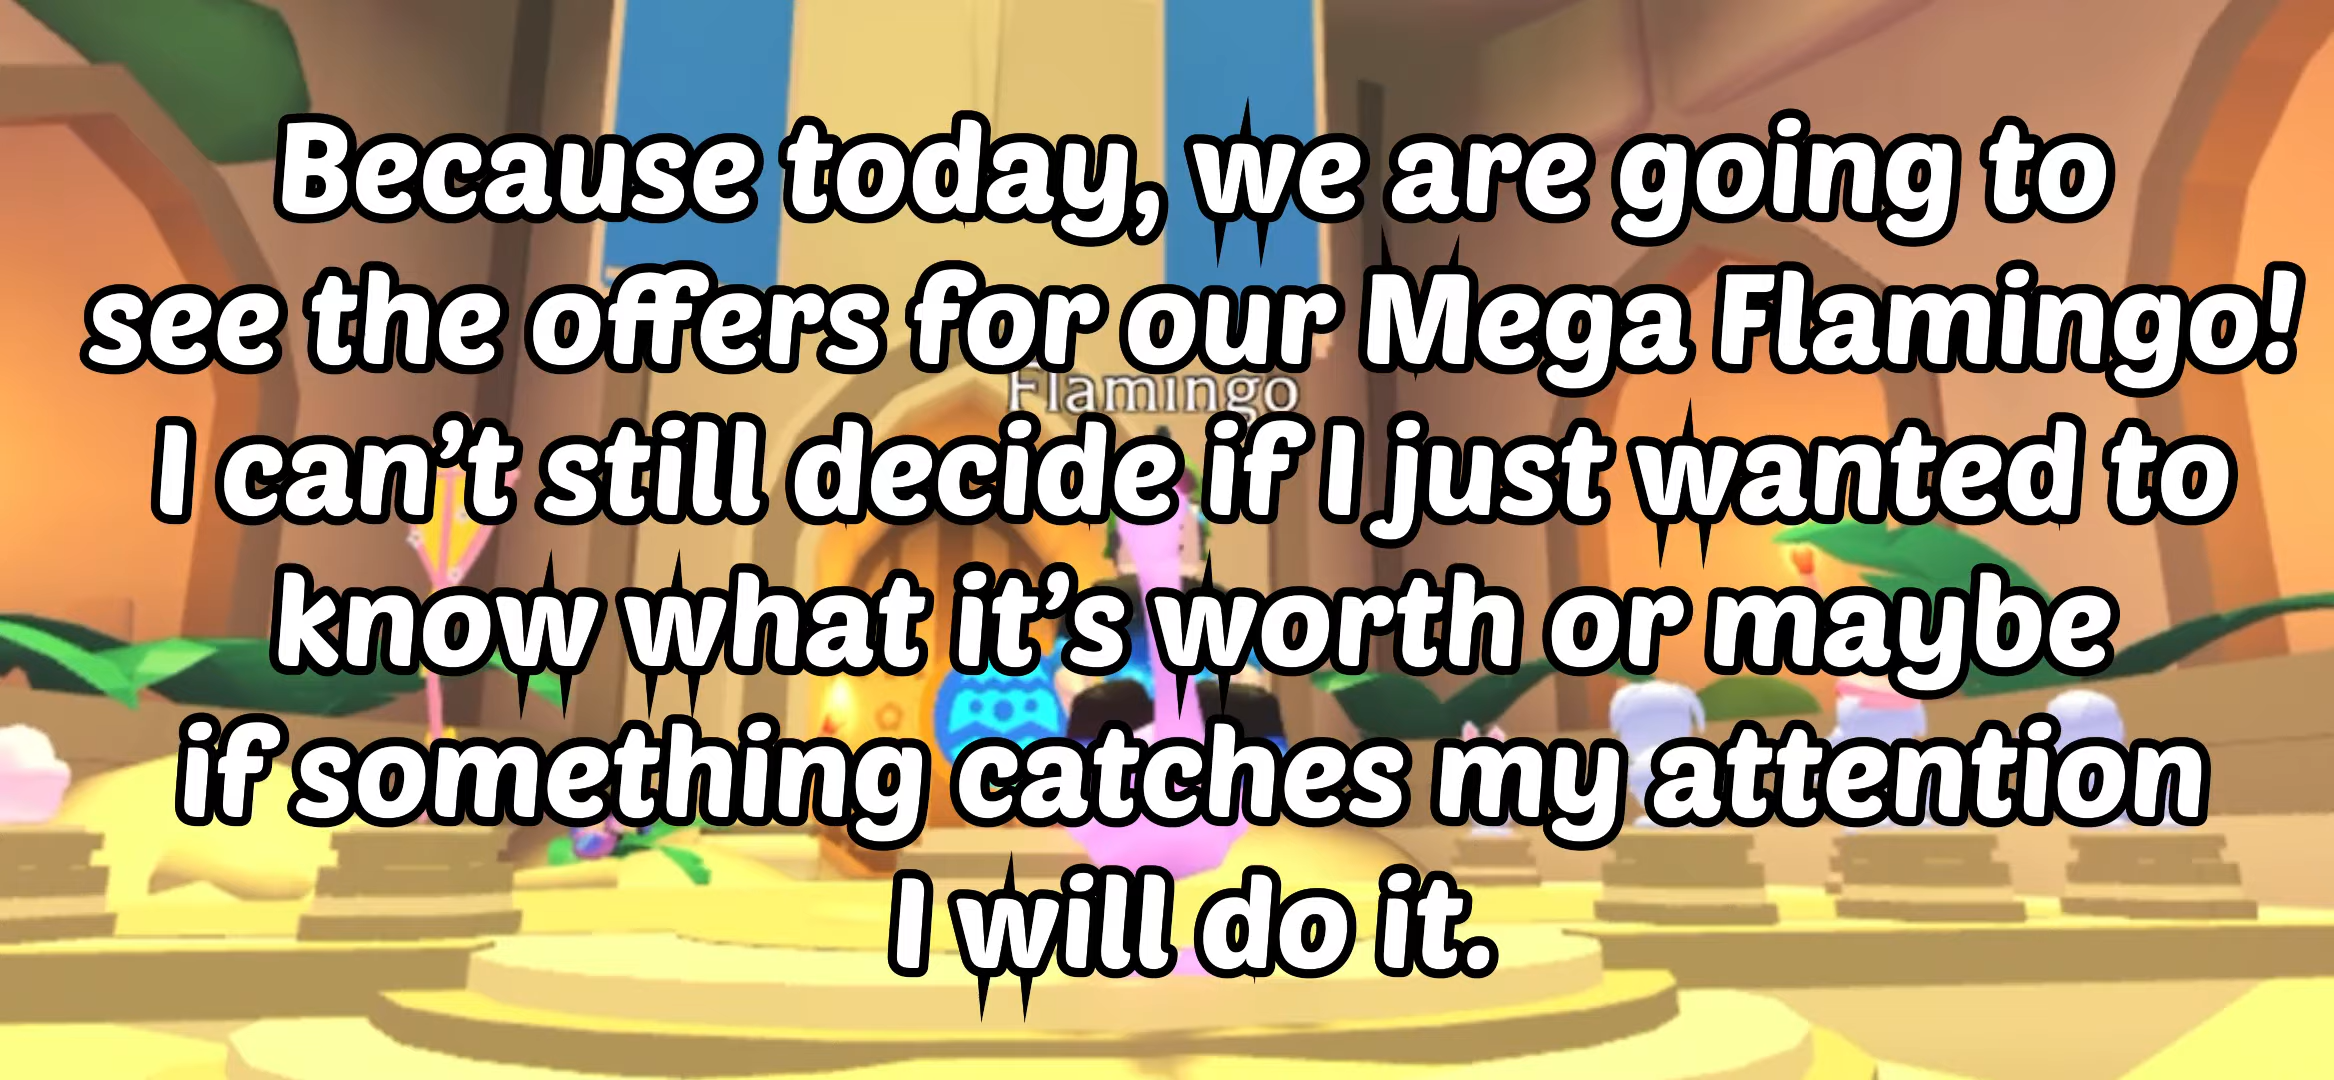 Because today, we are going to
see the offers for our Mega Flamingo!
Flamingo
I can’t still decide if I just wanted to
know what it’s worth or maybe
if something catches my attention
I will do it.